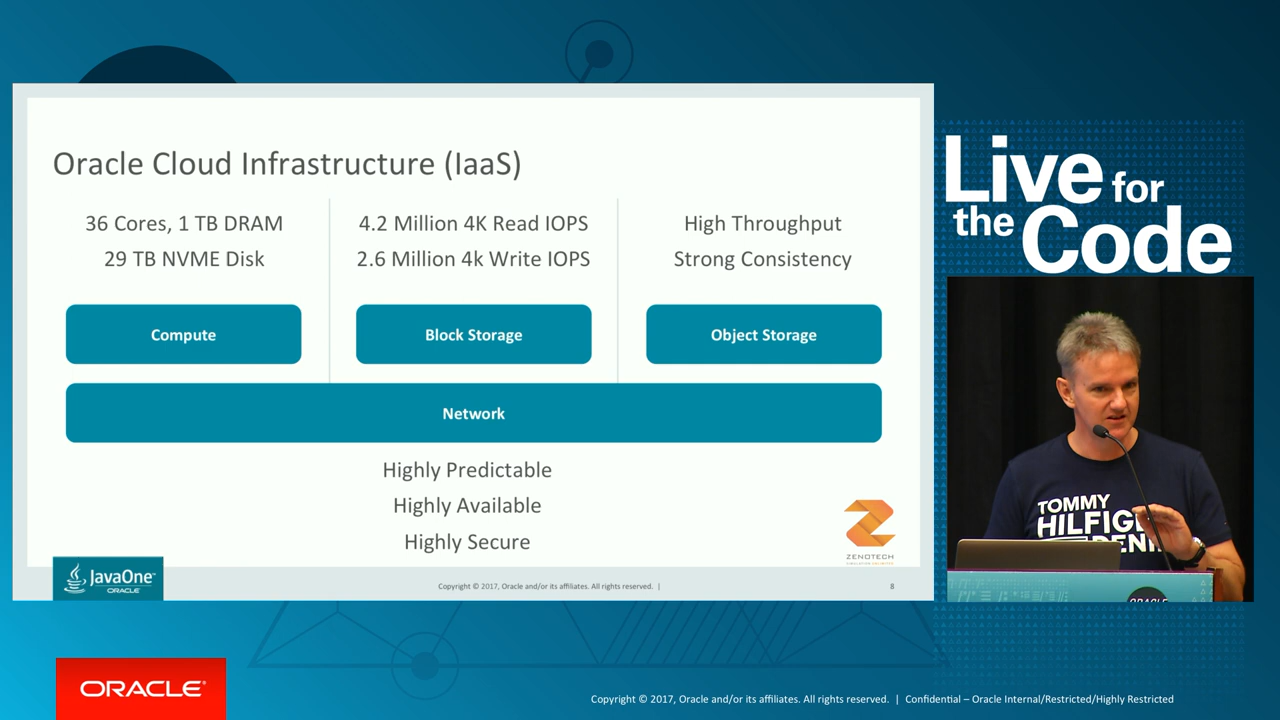 Oracle Cloud Infrastructure (IaaS)
36 Cores, 1 TB DRAM
29 TB NVME Disk
4.2 Million 4K Read IOPS
2.6 Million 4k Write IOPS
High Throughput
Strong Consistency
Compute
Block Storage
Object Storage
Network
Highly Predictable
Highly Available
Highly Secure
ZENOTECH
JavaOne™
ORACLE
Copyright © 2017, Oracle and/or its affiliates. All rights reserved. |
8
Live for
the Code
TOMMY
HILFIG
DENI
ORACLE
ORACLE®
Copyright © 2017, Oracle and/or its affiliates. All rights reserved. | Confidential – Oracle Internal/Restricted/Highly Restricted